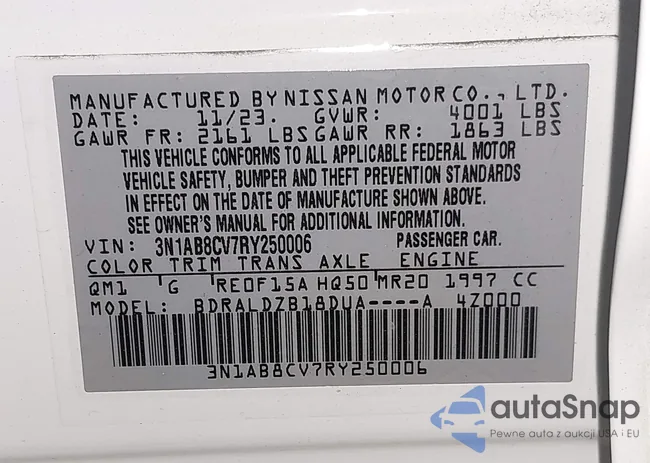 MANUFACTURED BY NISSAN MOTOR CO., LTD.
DATE: 11/23. GVWR: 4001 LBS
GAWR FR: 2161 LBS GAWR RR: 1863 LBS
THIS VEHICLE CONFORMS TO ALL APPLICABLE FEDERAL MOTOR
VEHICLE SAFETY, BUMPER AND THEFT PREVENTION STANDARDS
IN EFFECT ON THE DATE OF MANUFACTURE SHOWN ABOVE.
SEE OWNER'S MANUAL FOR ADDITIONAL INFORMATION.
VIN: 3N1AB8CV7RY250006 PASSENGER CAR.
COLOR TRIM TRANS AXLE ENGINE
QM1 G RE0F15A HQ50 MR20 1997 CC
MODEL: BDRALDZB18DUA----A 4Z000
3N1AB8CV7RY250006
autaSnap
Pewne auta z aukcji USA i EU